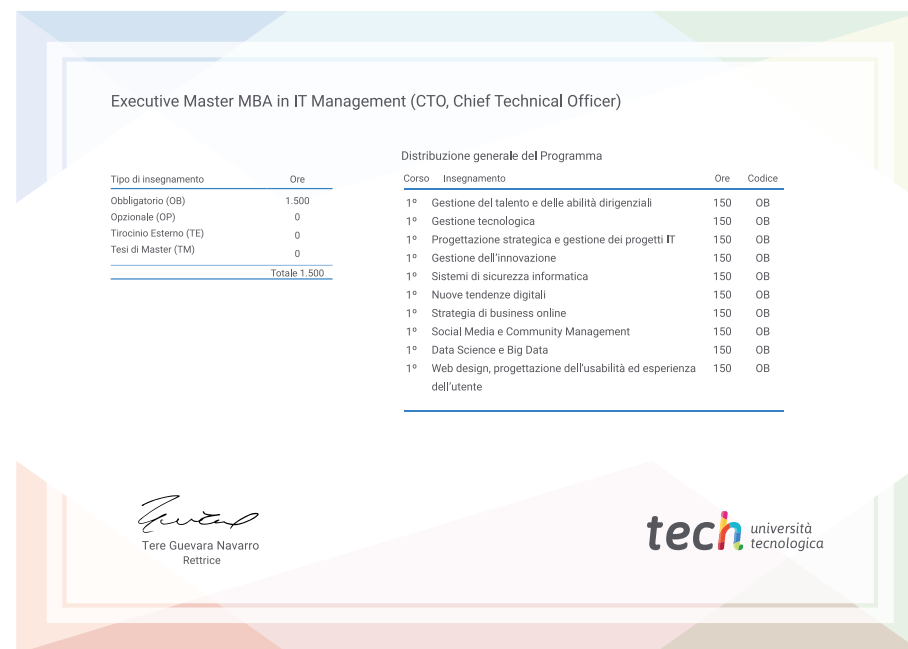 Executive Master MBA in IT Management (CTO, Chief Technical Officer)
Distribuzione generale del Programma
Tipo di insegnamento Ore
Obbligatorio (OB) 1.500
Opzionale (OP) 0
Tirocinio Esterno (TE) 0
Tesi di Master (TM) 0
Totale 1.500
Corso Insegnamento Ore Codice
1º Gestione del talento e delle abilità dirigenziali 150 OB
1º Gestione tecnologica 150 OB
1º Progettazione strategica e gestione dei progetti IT 150 OB
1º Gestione dell'innovazione 150 OB
1º Sistemi di sicurezza informatica 150 OB
1º Nuove tendenze digitali 150 OB
1º Strategia di business online 150 OB
1º Social Media e Community Management 150 OB
1º Data Science e Big Data 150 OB
1º Web design, progettazione dell'usabilità ed esperienza 150 OB
dell'utente
Tere Guevara Navarro
Rettrice
tech università
tecnologica